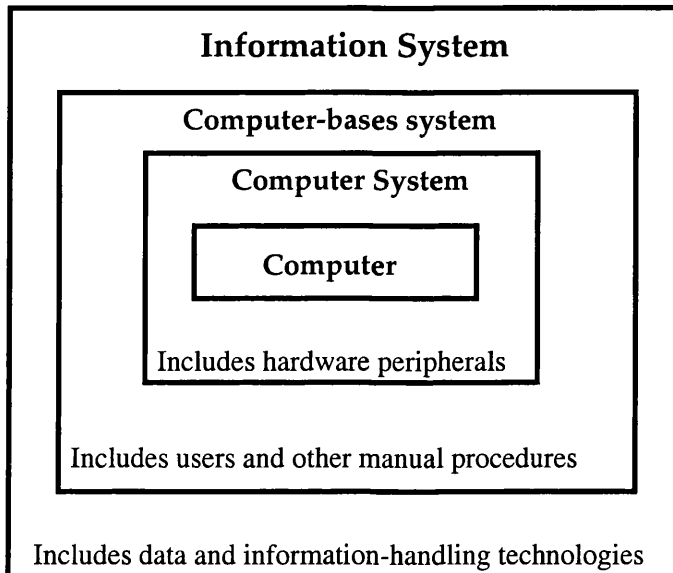 Information System
Computer-bases system
Computer System
Computer
Includes hardware peripherals
Includes users and other manual procedures
Includes data and information-handling technologies